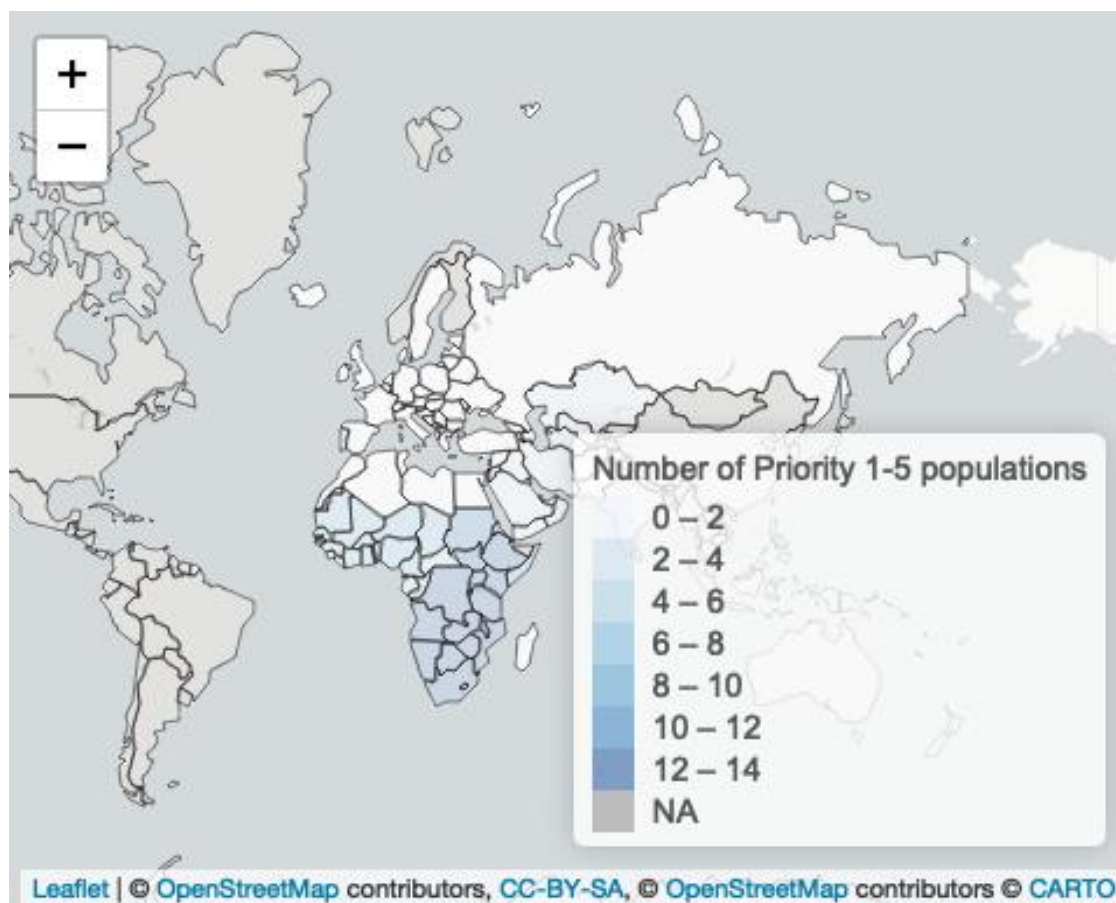 +
−
Number of Priority 1-5 populations
0 – 2
2 – 4
4 – 6
6 – 8
8 – 10
10 – 12
12 – 14
NA
Leaflet | © OpenStreetMap contributors, CC-BY-SA, © OpenStreetMap contributors © CARTO